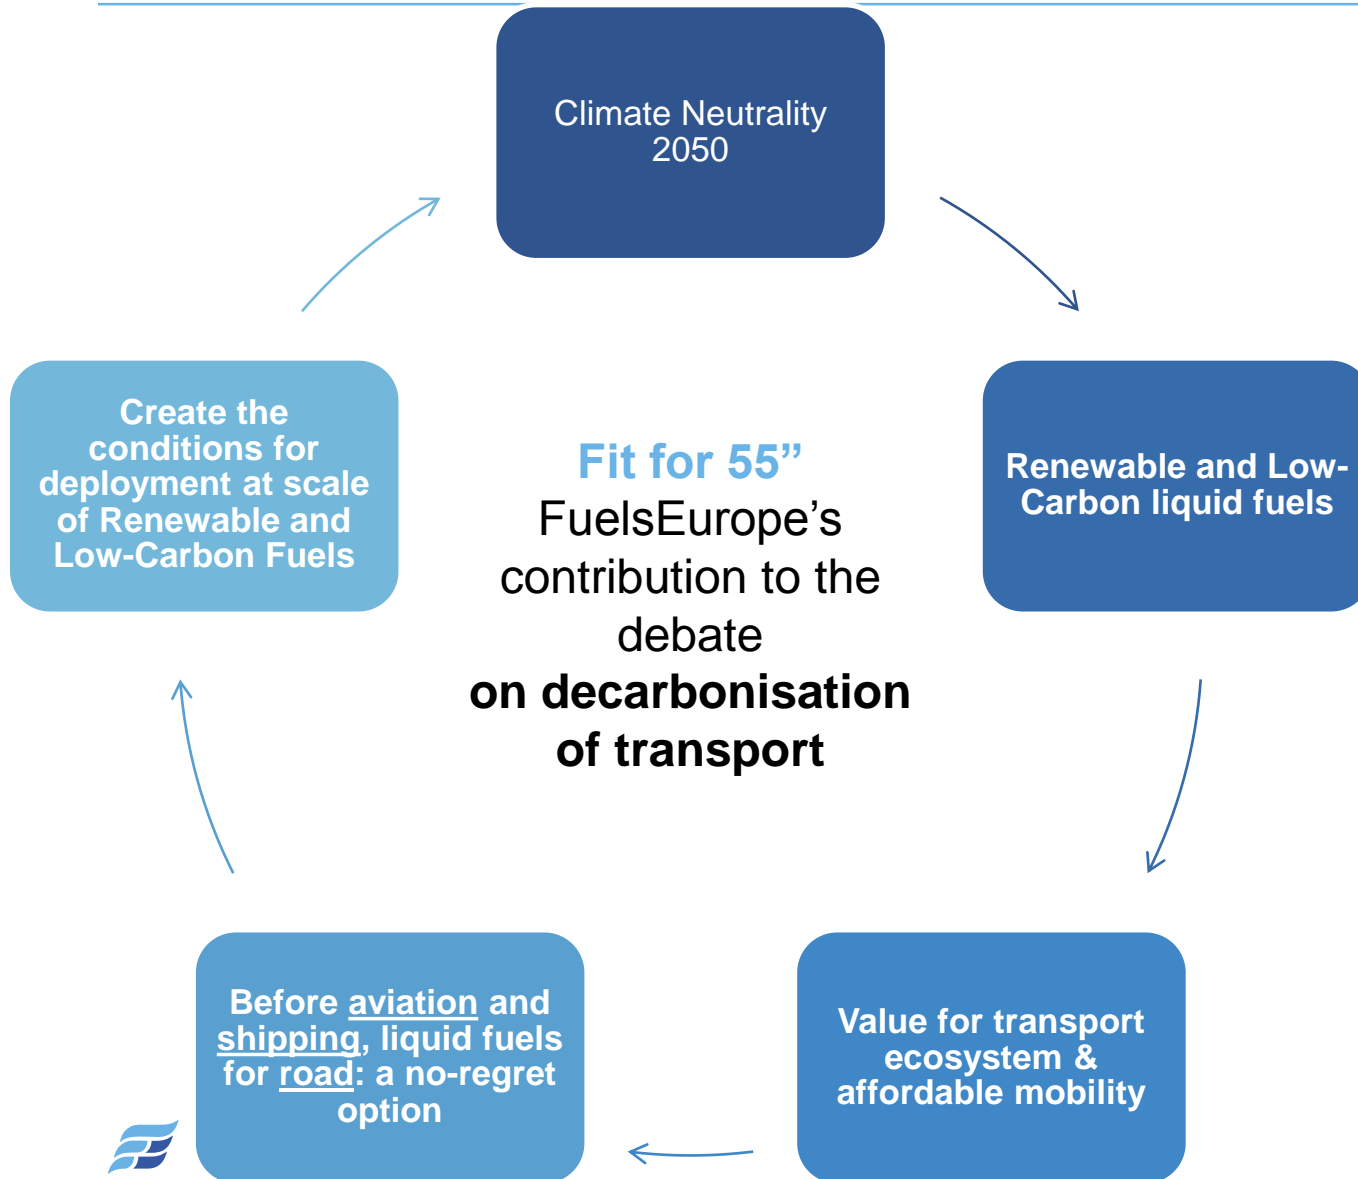 Climate Neutrality
2050
Renewable and Low-
Carbon liquid fuels
Value for transport
ecosystem &
affordable mobility
Before aviation and
shipping, liquid fuels
for road: a no-regret
option
Create the
conditions for
deployment at scale
of Renewable and
Low-Carbon Fuels
Fit for 55”
FuelsEurope’s
contribution to the
debate
on decarbonisation
of transport